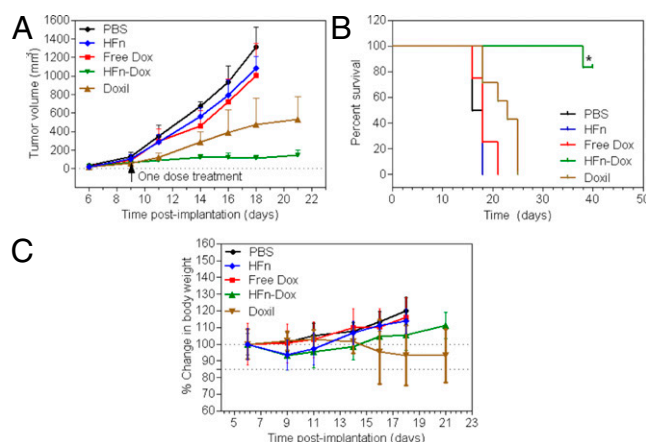 A
Tumor volume (mm³)
1600
1400
1200
1000
800
600
400
200
0
PBS
HFn
Free Dox
HFn-Dox
Doxil
One dose treatment
6 8 10 12 14 16 18 20 22
Time post-implantation (days)
B
Percent survival
120
100
80
60
40
20
0
*
PBS
HFn
Free Dox
HFn-Dox
Doxil
0 10 20 30 40 50
Time (days)
C
% Change in body weight
160
150
140
130
120
110
100
90
80
70
60
PBS
HFn
Free Dox
HFn-Dox
Doxil
5 7 9 11 13 15 17 19 21 23
Time post-implantation (days)